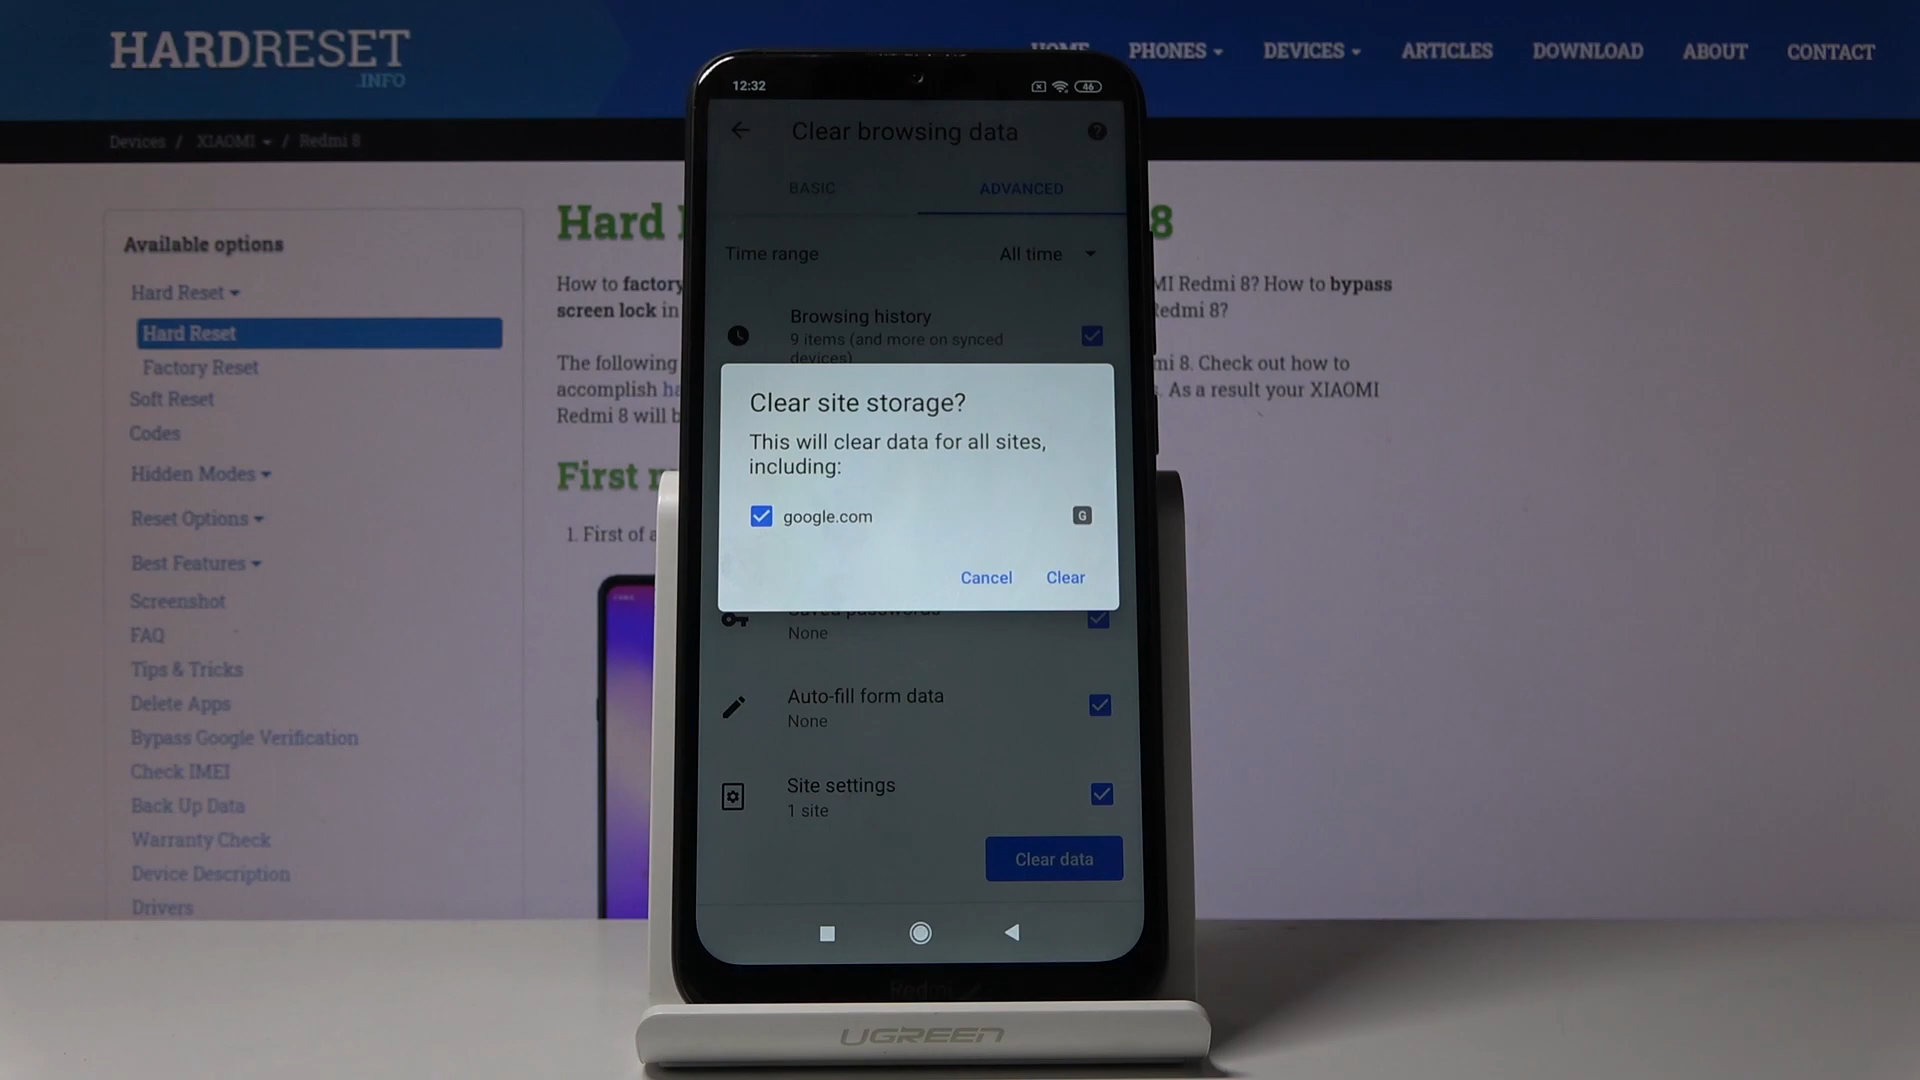 HARDRESET
.INFO
HOME
PHONES
DEVICES
ARTICLES
DOWNLOAD
ABOUT
CONTACT
Devices / XIAOMI / Redmi 8
Available options
Hard Reset
Hard Reset
Factory Reset
Soft Reset
Codes
Hidden Modes
Reset Options
Best Features
Screenshot
FAQ
Tips & Tricks
Delete Apps
Bypass Google Verification
Check IMEI
Back Up Data
Warranty Check
Device Description
Drivers
Hard 8
How to factory MI Redmi 8? How to bypass
screen lock in Redmi 8?
The following mi 8. Check out how to
accomplish As a result your XIAOMI
Redmi 8 will
First
1. First of a
12:32
46
Clear browsing data
?
BASIC
ADVANCED
Time range
All time
Browsing history
9 items (and more on synced
devices)
Clear site storage?
This will clear data for all sites,
including:
google.com
G
Cancel
Clear
Saved passwords
None
Auto-fill form data
None
Site settings
1 site
Clear data
Redmi
UGREEN